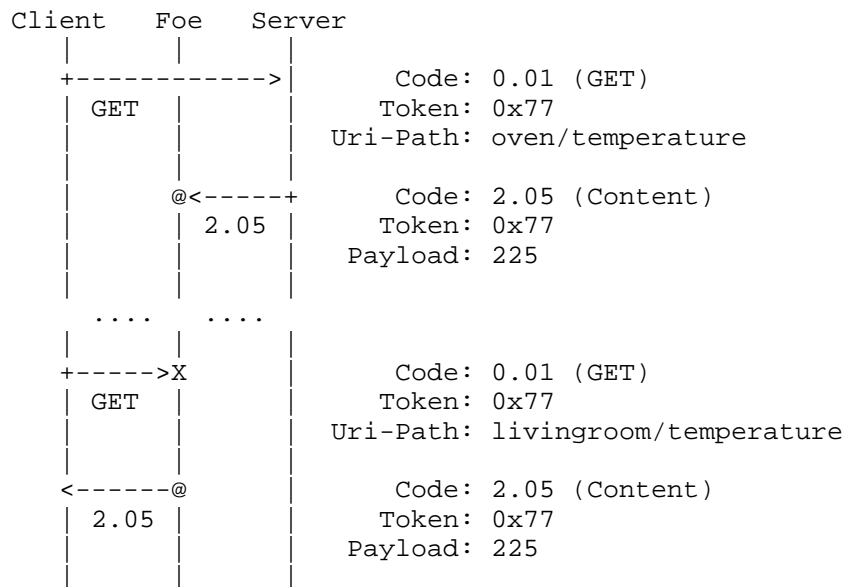 Client Foe Server
| | |
+------------>| Code: 0.01 (GET)
| GET | | Token: 0x77
| | | Uri-Path: oven/temperature
| | |
| @<-----+ Code: 2.05 (Content)
| | 2.05 | Token: 0x77
| | | Payload: 225
| | |
.... ....
| | |
+----->X | Code: 0.01 (GET)
| GET | | Token: 0x77
| | | Uri-Path: livingroom/temperature
| | |
<------@ | Code: 2.05 (Content)
| 2.05 | | Token: 0x77
| | | Payload: 225
| | |